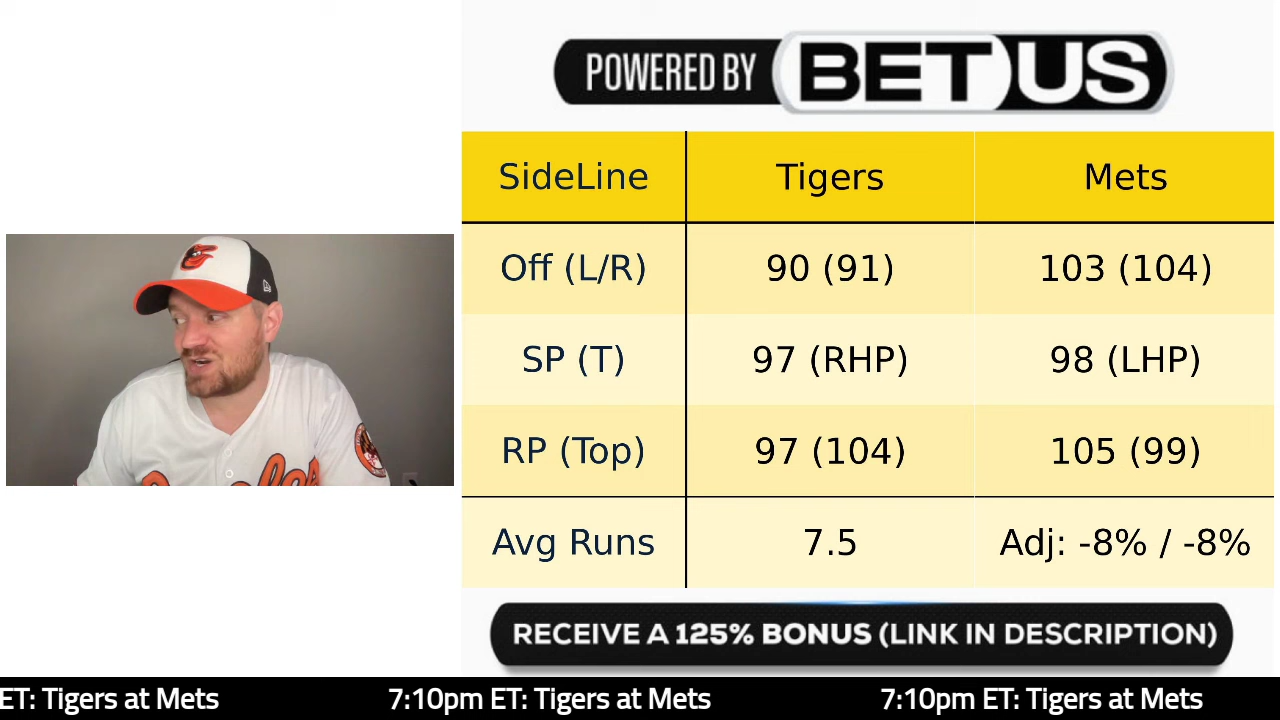 POWERED BY BETUS
SideLine Tigers Mets
Off (L/R) 90 (91) 103 (104)
SP (T) 97 (RHP) 98 (LHP)
RP (Top) 97 (104) 105 (99)
Avg Runs 7.5 Adj: -8% / -8%
RECEIVE A 125% BONUS (LINK IN DESCRIPTION)
ET: Tigers at Mets 7:10pm ET: Tigers at Mets 7:10pm ET: Tigers at Mets